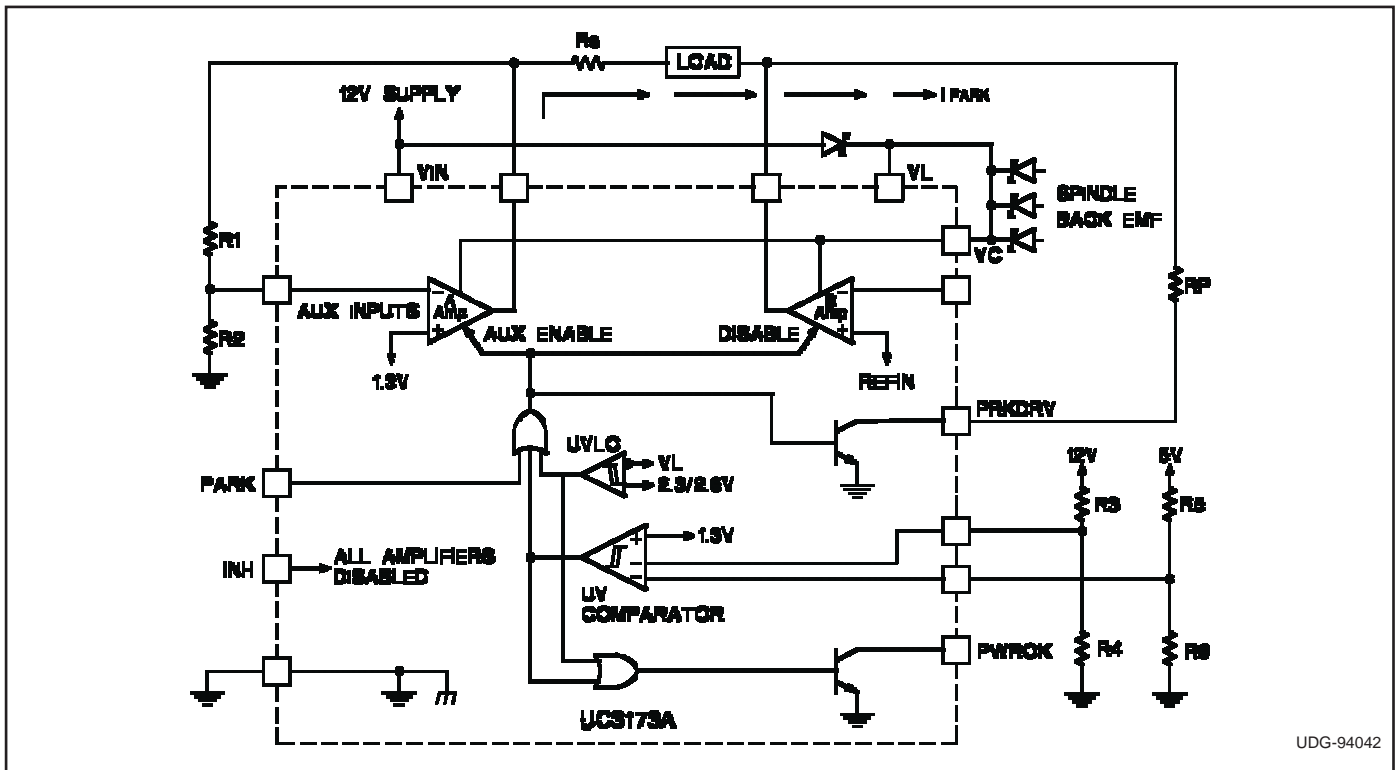 Rs
LOAD
12V SUPPLY
I PARK
VIN
VL
SPINDLE
BACK EMF
R1
VC
RP
AUX INPUTS
A
Amp
B
Amp
R2
AUX ENABLE
DISABLE
1.3V
REFIN
PRKDRV
UVLO
12V
5V
VL
PARK
2.3/2.6V
R3
R5
1.3V
INH
ALL AMPLIFIERS
DISABLED
UV
COMPARATOR
PWROK
R4
R6
UC3173A
UDG-94042